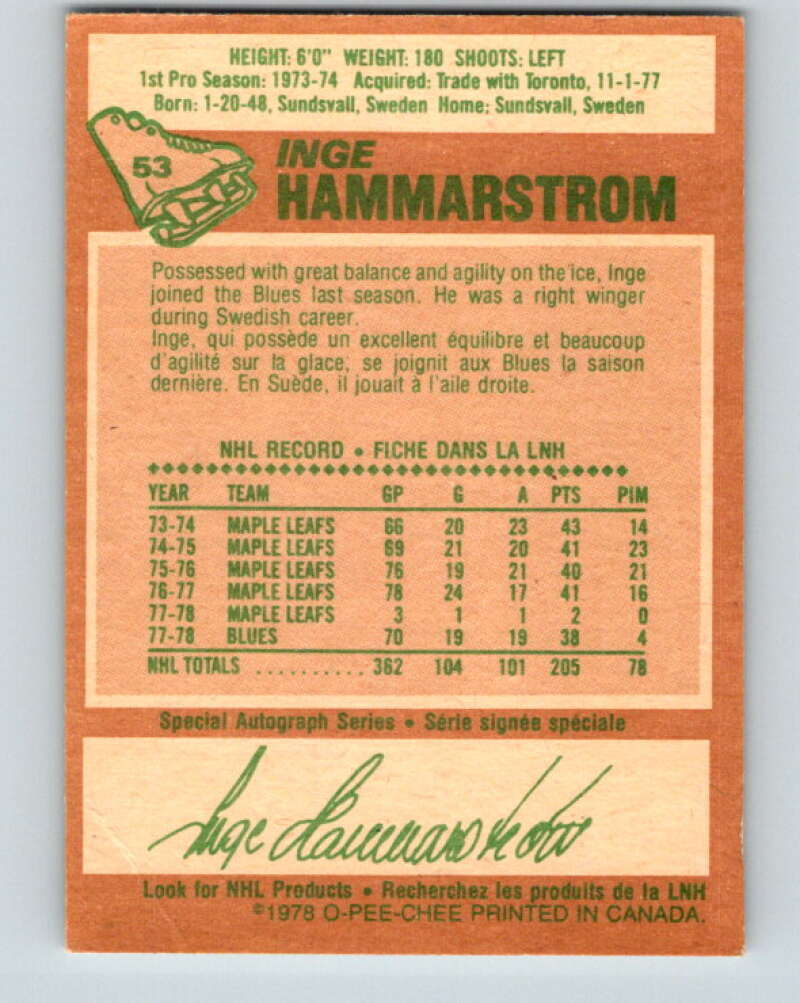 HEIGHT: 6'0" WEIGHT: 180 SHOOTS: LEFT
1st Pro Season: 1973-74 Acquired: Trade with Toronto, 11-1-77
Born: 1-20-48, Sundsvall, Sweden Home; Sundsvall, Sweden
53
INGE
HAMMARSTROM
Possessed with great balance and agility on the ice, Inge
joined the Blues last season. He was a right winger
during Swedish career.
Inge, qui possède un excellent équilibre et beaucoup
d'agilité sur la glace, se joignit aux Blues la saison
dernière. En Suède, il jouait à l'aile droite.
NHL RECORD • FICHE DANS LA LNH
YEAR TEAM GP G A PTS PIM
73-74 MAPLE LEAFS 66 20 23 43 14
74-75 MAPLE LEAFS 69 21 20 41 23
75-76 MAPLE LEAFS 76 19 21 40 21
76-77 MAPLE LEAFS 78 24 17 41 16
77-78 MAPLE LEAFS 3 1 1 2 0
77-78 BLUES 70 19 19 38 4
NHL TOTALS .......... 362 104 101 205 78
Special Autograph Series • Série signée spéciale
Inge Hammarström
Look for NHL Products • Recherchez les produits de la LNH
©1978 O-PEE-CHEE PRINTED IN CANADA.